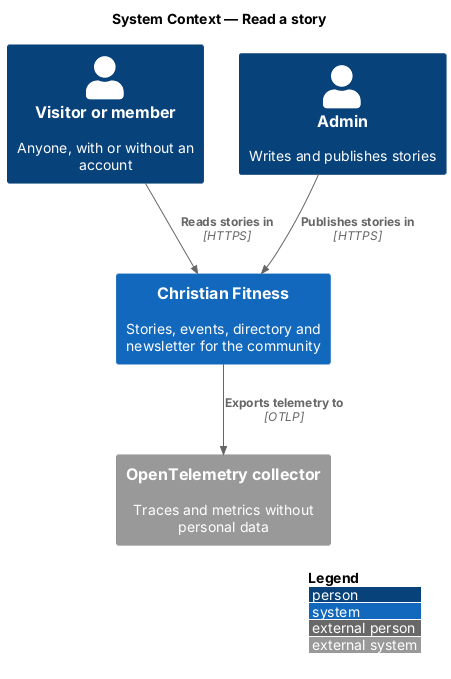 System Context — Read a story
Visitor or member
Anyone, with or without an
account
Admin
Writes and publishes stories
Reads stories in
[HTTPS]
Publishes stories in
[HTTPS]
Christian Fitness
Stories, events, directory and
newsletter for the community
Exports telemetry to
[OTLP]
OpenTelemetry collector
Traces and metrics without
personal data
Legend
person
system
external person
external system